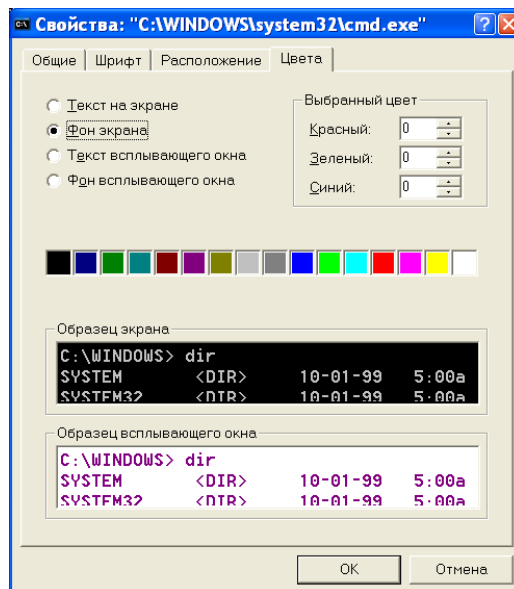 Свойства: "C:\WINDOWS\system32\cmd.exe"
Общие Шрифт Расположение Цвета
Текст на экране
Фон экрана
Текст всплывающего окна
Фон всплывающего окна
Выбранный цвет
Красный: 0
Зеленый: 0
Синий: 0
Образец экрана
C:\WINDOWS> dir
SYSTEM <DIR> 10-01-99 5:00a
SYSTEM32 <DIR> 10-01-99 5:00a
Образец всплывающего окна
C:\WINDOWS> dir
SYSTEM <DIR> 10-01-99 5:00a
SYSTEM32 <DIR> 10-01-99 5:00a
OK Отмена